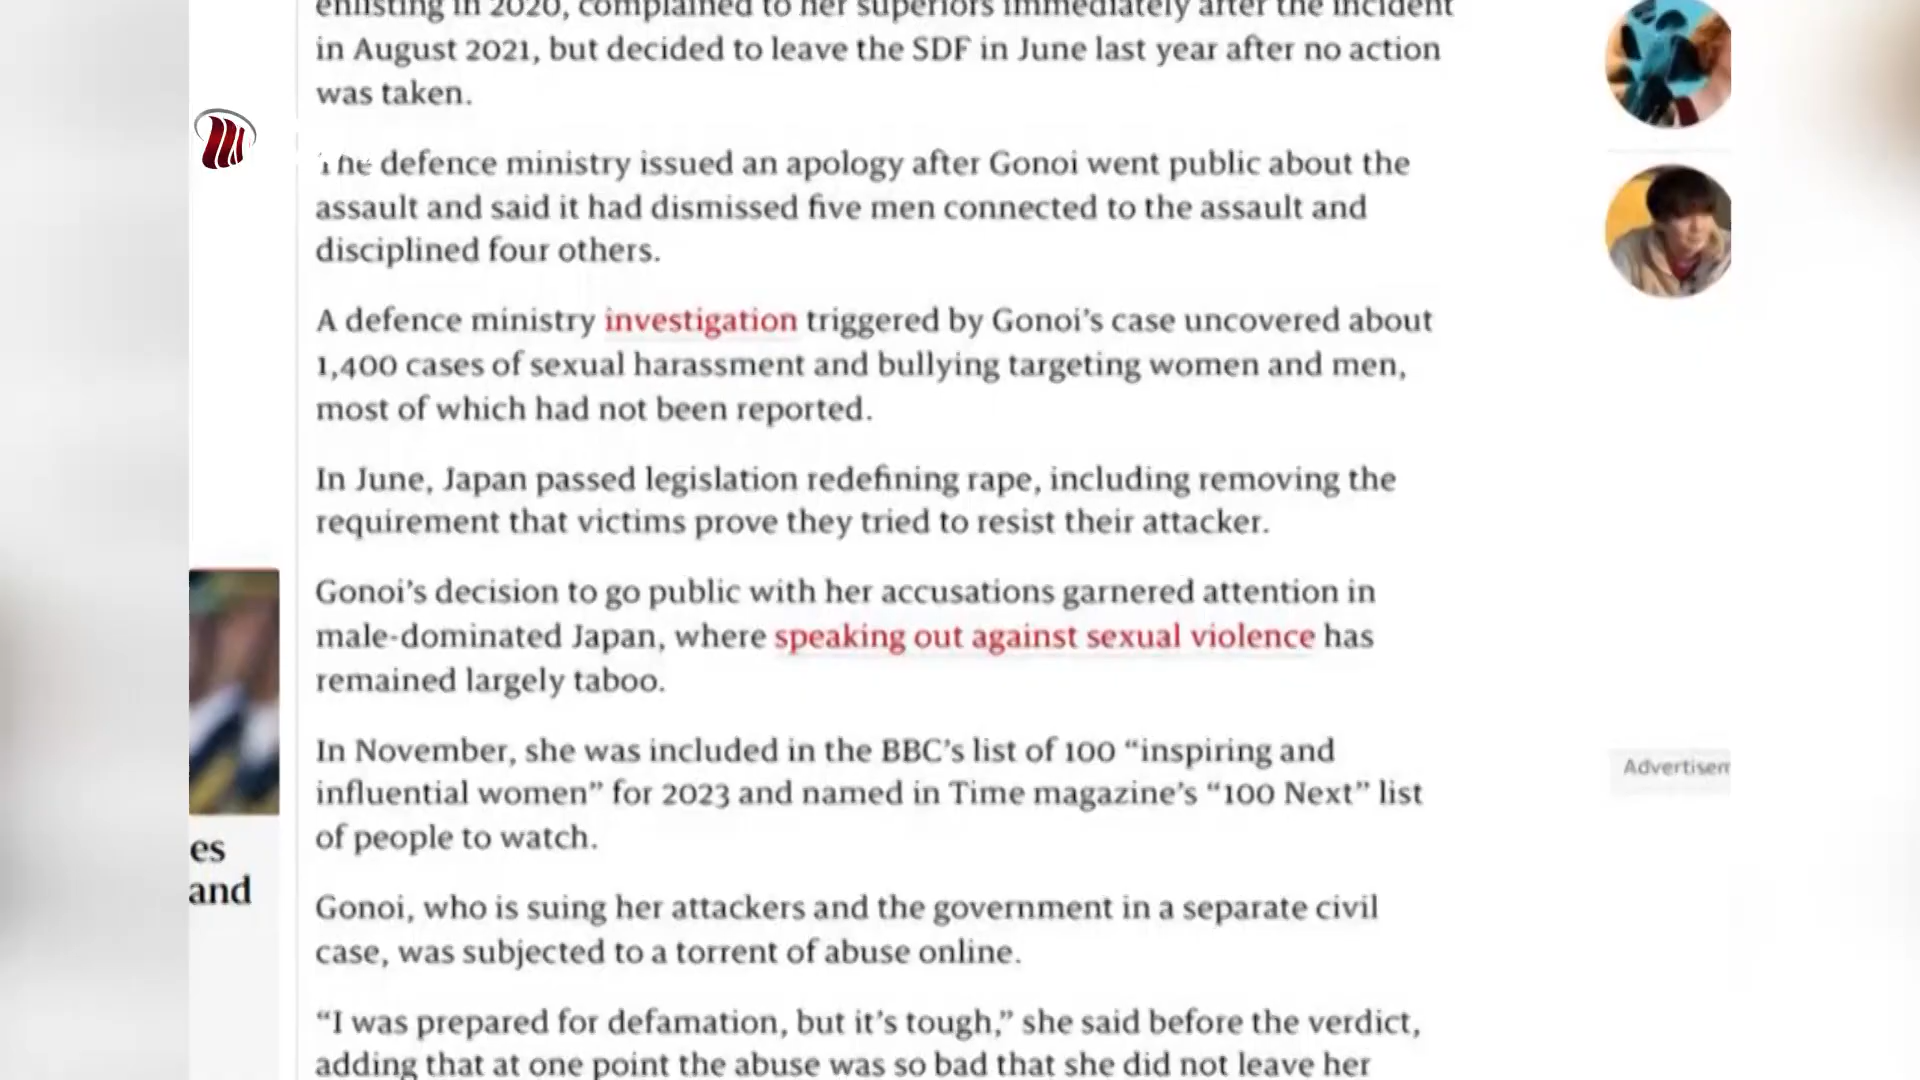 enlisting in 2020, complained to her superiors immediately after the incident
in August 2021, but decided to leave the SDF in June last year after no action
was taken.
The defence ministry issued an apology after Gonoi went public about the
assault and said it had dismissed five men connected to the assault and
disciplined four others.
A defence ministry investigation triggered by Gonoi’s case uncovered about
1,400 cases of sexual harassment and bullying targeting women and men,
most of which had not been reported.
In June, Japan passed legislation redefining rape, including removing the
requirement that victims prove they tried to resist their attacker.
Gonoi’s decision to go public with her accusations garnered attention in
male-dominated Japan, where speaking out against sexual violence has
remained largely taboo.
In November, she was included in the BBC’s list of 100 “inspiring and
influential women” for 2023 and named in Time magazine’s “100 Next” list
of people to watch.
Gonoi, who is suing her attackers and the government in a separate civil
case, was subjected to a torrent of abuse online.
“I was prepared for defamation, but it’s tough,” she said before the verdict,
adding that at one point the abuse was so bad that she did not leave her
es
and
Advertisem